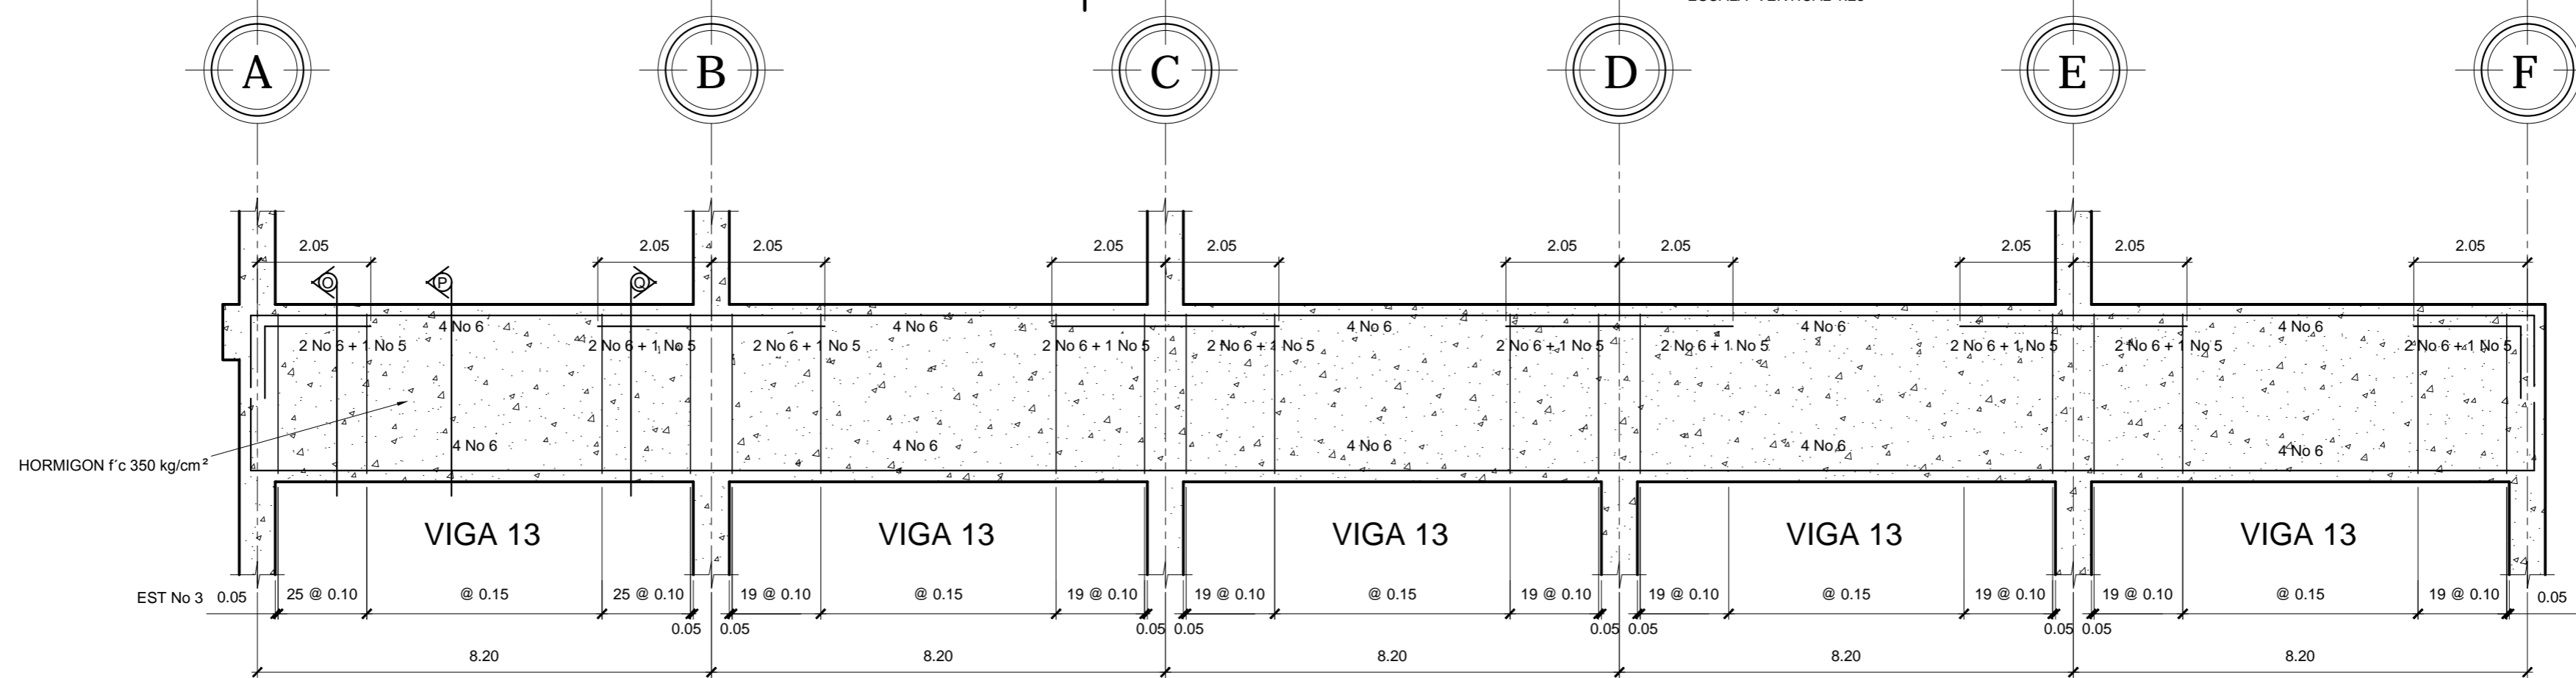 A B C D E F
2.05 2.05 2.05 2.05 2.05 2.05 2.05 2.05 2.05 2.05
O P Q
4 No 6 4 No 6 4 No 6 4 No 6 4 No 6
2 No 6 + 1 No 5 2 No 6 + 1 No 5 2 No 6 + 1 No 5 2 No 6 + 1 No 5 2 No 6 + 1 No 5 2 No 6 + 1 No 5 2 No 6 + 1 No 5 2 No 6 + 1 No 5 2 No 6 + 1 No 5 2 No 6 + 1 No 5
4 No 6 4 No 6 4 No 6 4 No 6 4 No 6
HORMIGON f´c 350 kg/cm²
VIGA 13 VIGA 13 VIGA 13 VIGA 13 VIGA 13
EST No 3 0.05 25 @ 0.10 @ 0.15 25 @ 0.10 19 @ 0.10 @ 0.15 19 @ 0.10 19 @ 0.10 @ 0.15 19 @ 0.10 19 @ 0.10 @ 0.15 19 @ 0.10 19 @ 0.10 @ 0.15 19 @ 0.10 0.05
0.05 0.05 0.05 0.05 0.05 0.05 0.05 0.05
8.20 8.20 8.20 8.20 8.20